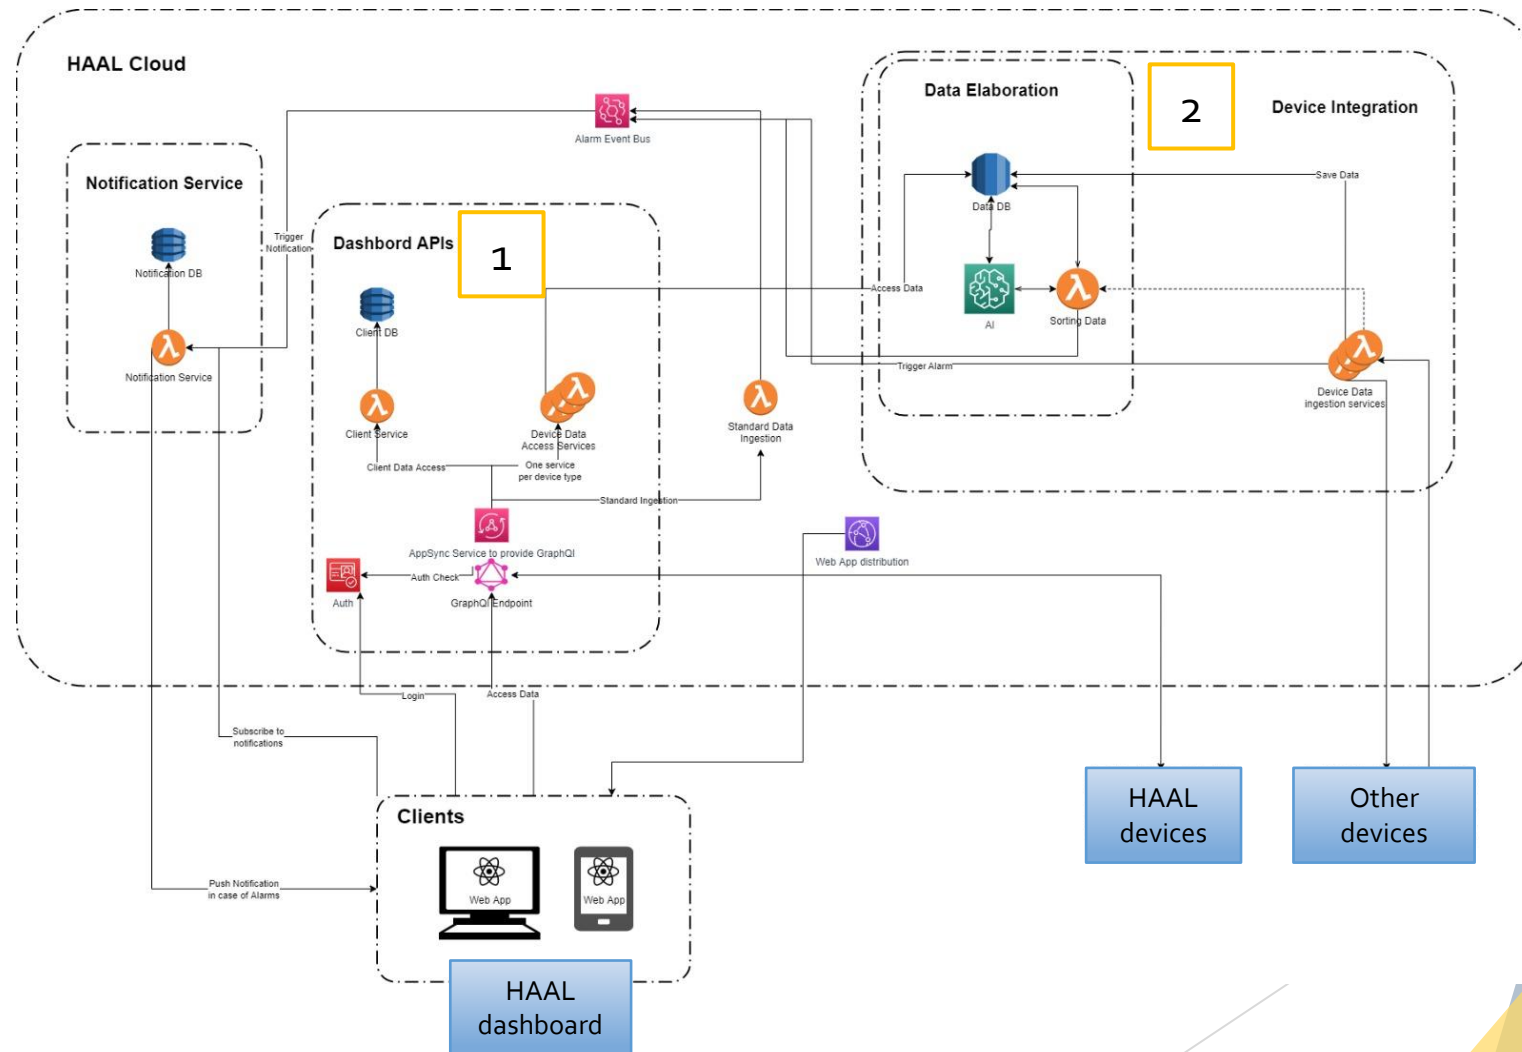 HAAL Cloud
Data Elaboration
2
Device Integration
Alarm Event Bus
Notification Service
Save Data
Data DB
Trigger
Notification
Dashbord APIs
1
Notification DB
Access Data
AI
Sorting Data
Client DB
Trigger Alarm
Notification Service
Device Data
ingestion services
Client Service
Device Data
Access Services
Standard Data
Ingestion
Client Data Access
One service
per device type
Standard Ingestion
AppSync Service to provide GraphQl
Web App distribution
Auth Check
Auth
GraphQl Endpoint
Login
Access Data
Subscribe to
notifications
HAAL
devices
Other
devices
Clients
Push Notification
in case of Alarms
Web App
Web App
HAAL
dashboard